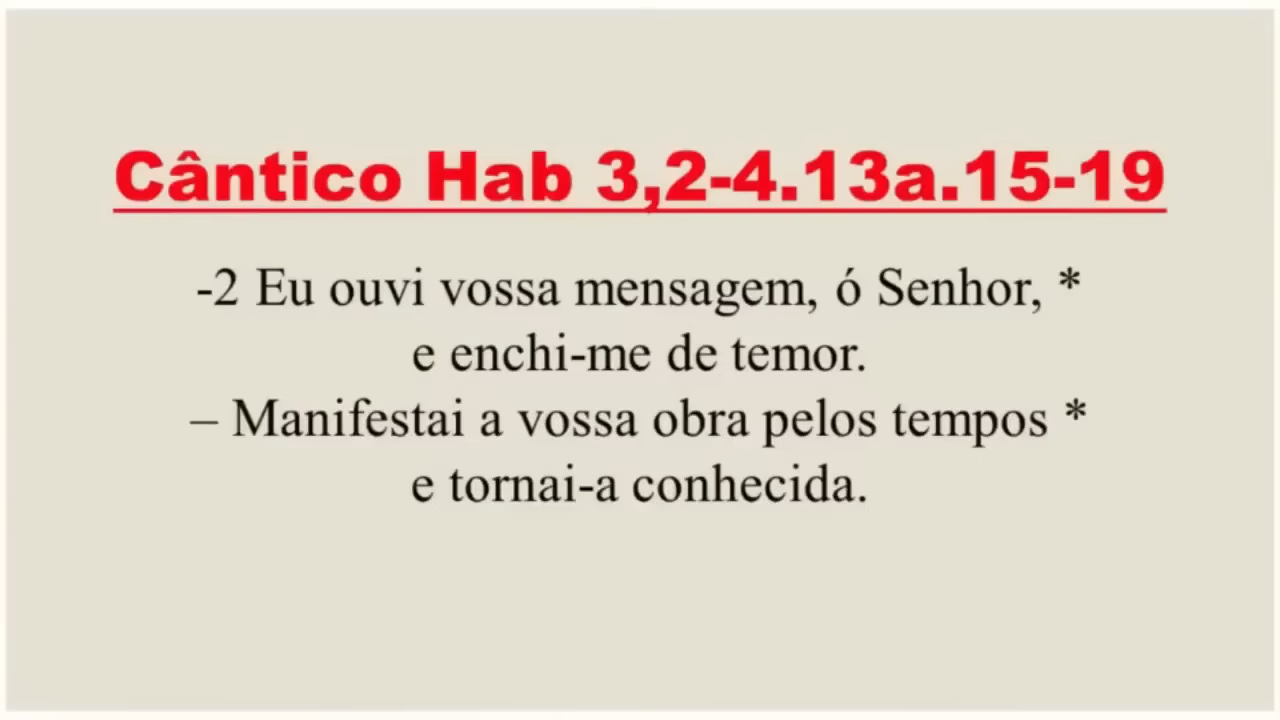 Cântico Hab 3,2-4.13a.15-19
-2 Eu ouvi vossa mensagem, ó Senhor, *
e enchi-me de temor.
– Manifestai a vossa obra pelos tempos *
e tornai-a conhecida.